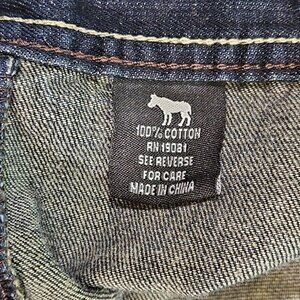 100% COTTON
RN 19081
SEE REVERSE
FOR CARE
MADE IN CHINA